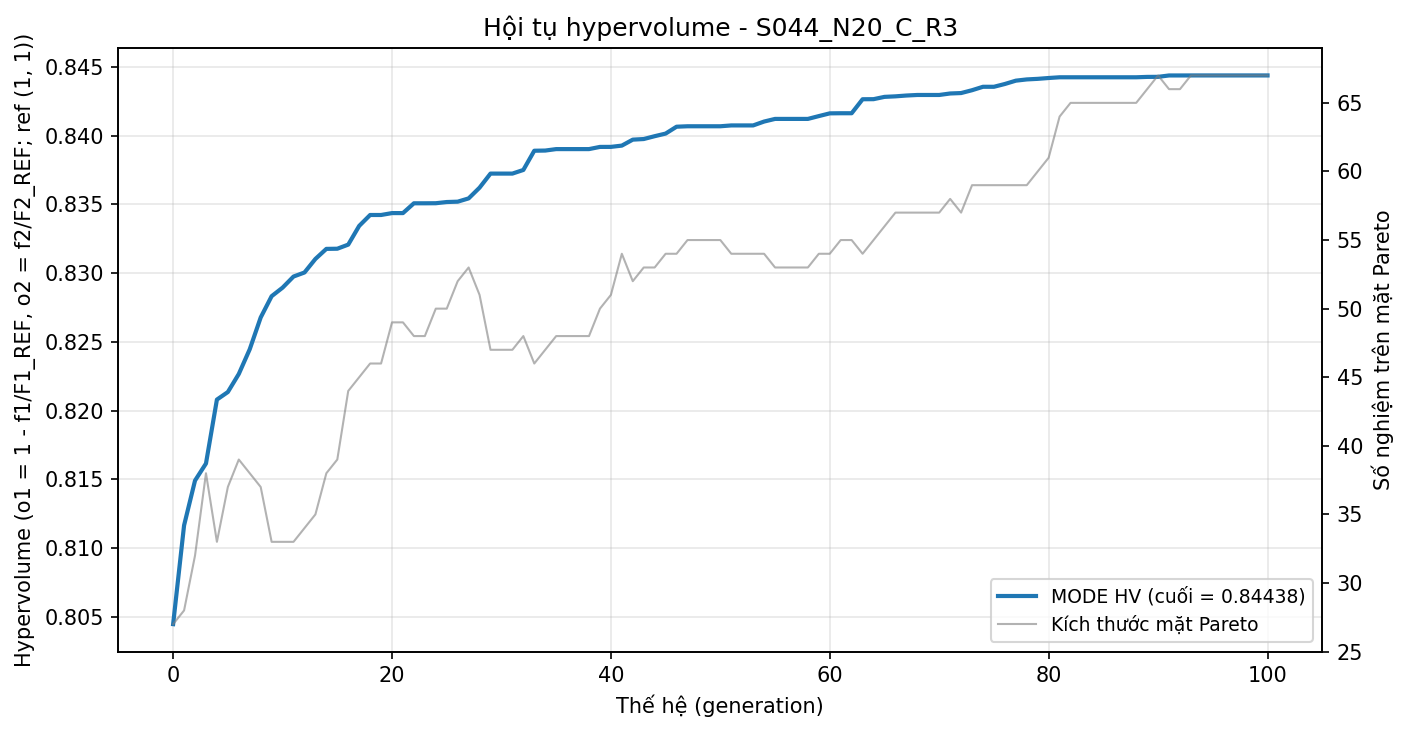 Hội tụ hypervolume - S044_N20_C_R3
Hypervolume (o1 = 1 - f1/F1_REF, o2 = f2/F2_REF; ref (1, 1))
0.845
0.840
0.835
0.830
0.825
0.820
0.815
0.810
0.805
65
60
55
50
45
40
35
30
25
Số nghiệm trên mặt Pareto
MODE HV (cuối = 0.84438)
Kích thước mặt Pareto
0 20 40 60 80 100
Thế hệ (generation)